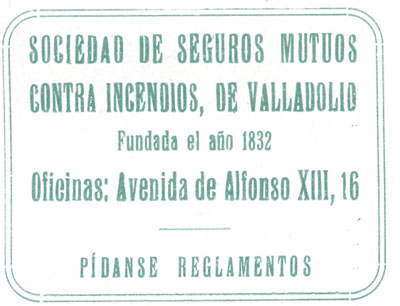 SOCIEDAD DE SEGUROS MUTUOS
CONTRA INCENDIOS, DE VALLADOLID
Fundada el año 1832
Oficinas: Avenida de Alfonso XIII, 16
PÍDANSE REGLAMENTOS